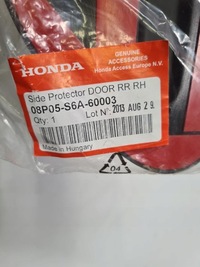 HONDA
GENUINE
ACCESSORIES
Honda Access Europe N.V.
Side Protector DOOR RR RH
08P05-S6A-60003
Qty: 1 Lot №: 2013 AUG 29.
Made in Hungary
04